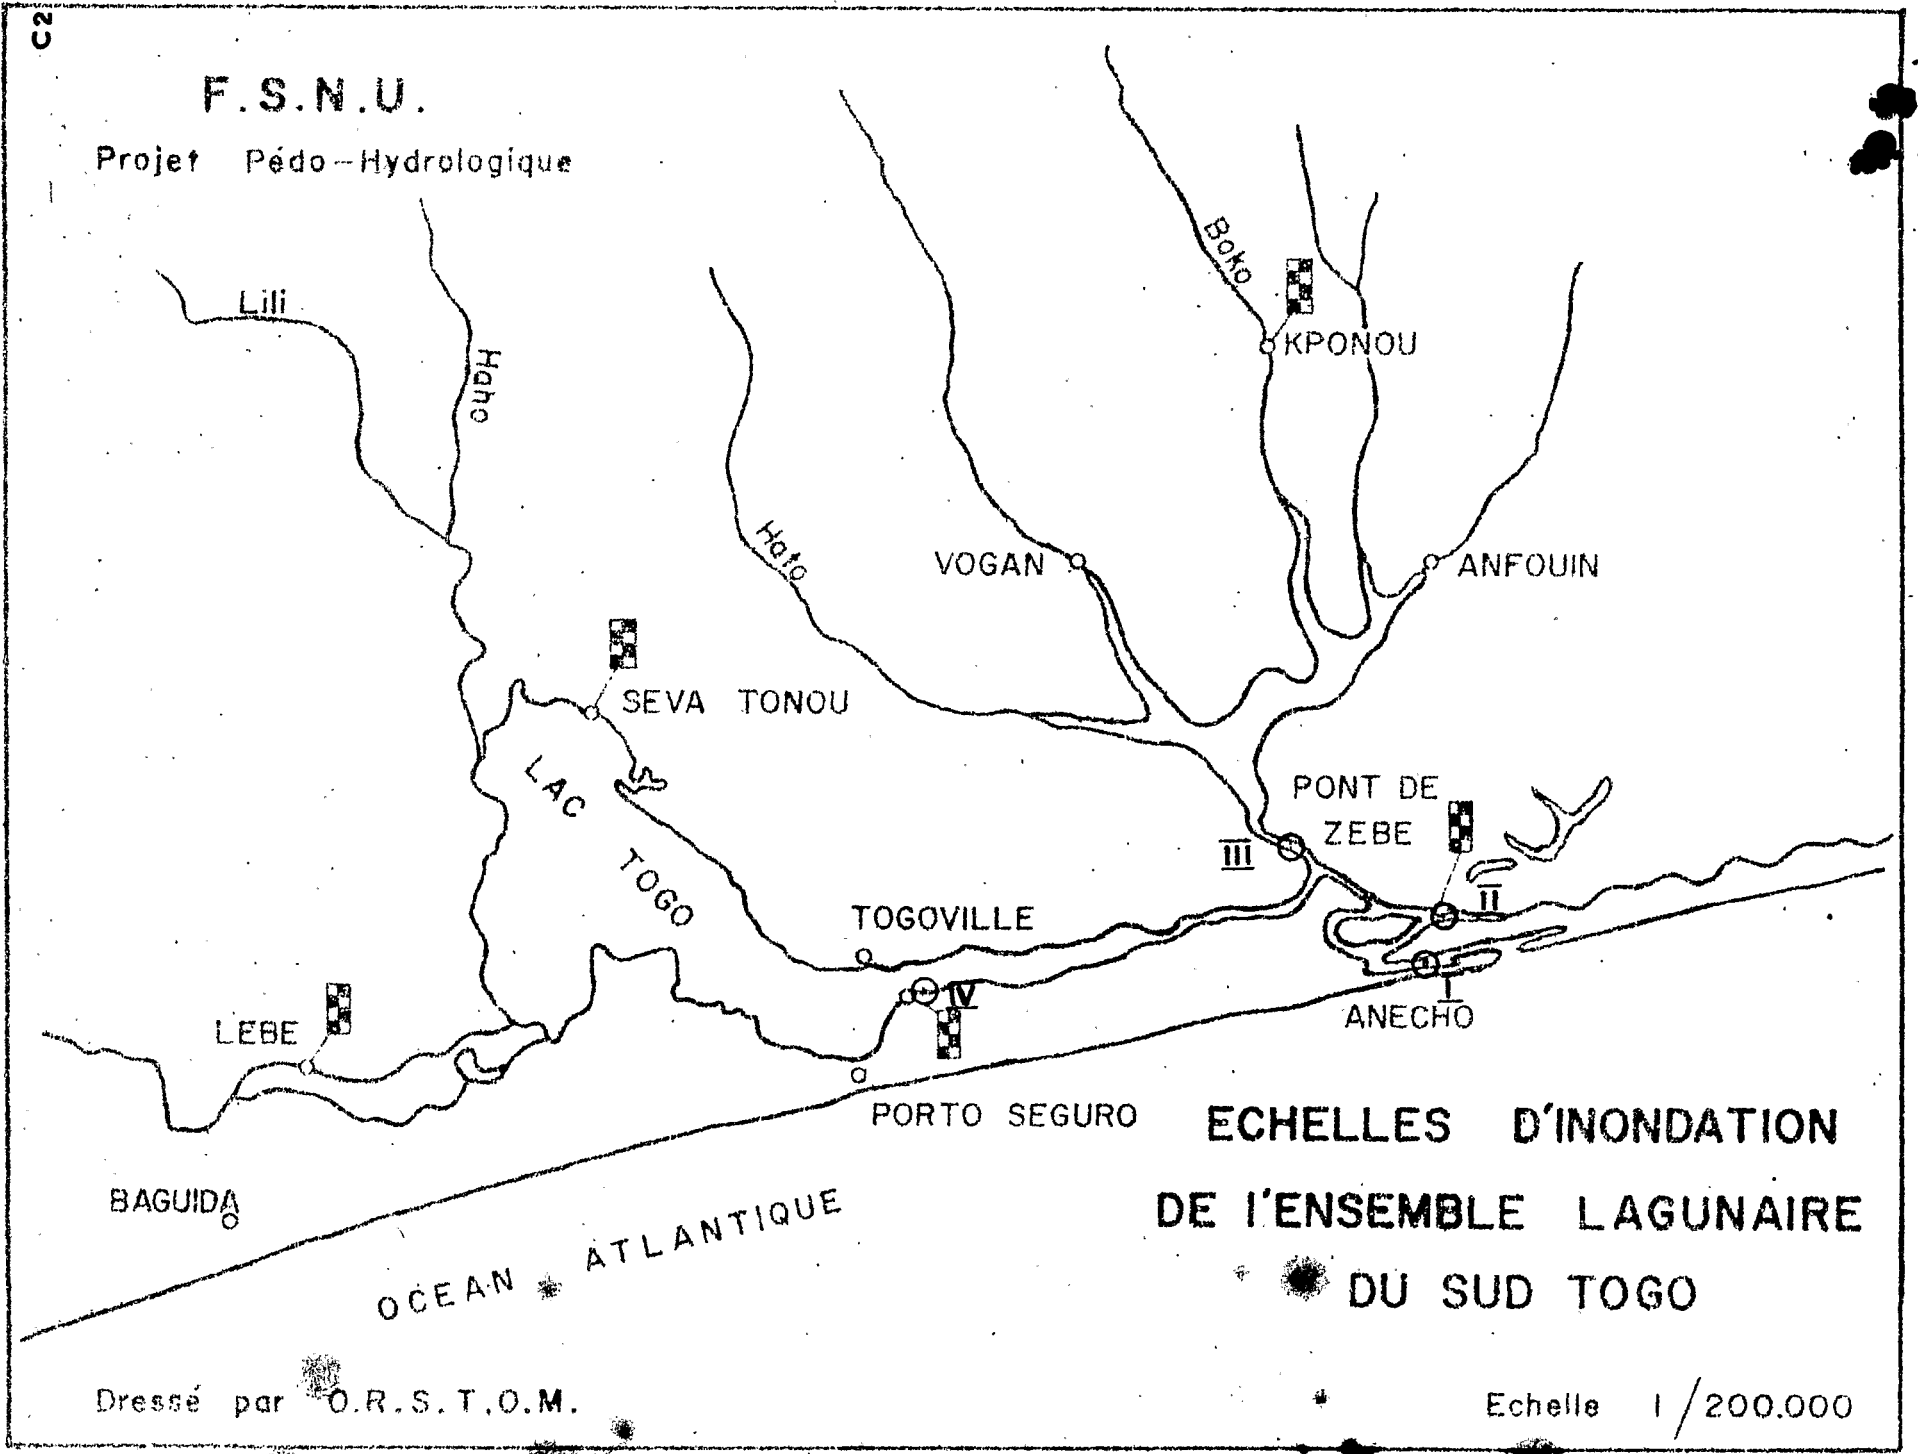 C2
F.S.N.U.
Projet Pédo-Hydrologique
Lili
Haho
Boko
KPONOU
Hato
VOGAN
ANFOUIN
SEVA TONOU
LAC
TOGO
PONT DE
ZEBE
III
II
TOGOVILLE
IV
I
ANECHO
LEBE
PORTO SEGURO
BAGUIDA
OCEAN ATLANTIQUE
ECHELLES D'INONDATION
DE l'ENSEMBLE LAGUNAIRE
DU SUD TOGO
Dressé par O.R.S.T.O.M.
Echelle 1/200.000